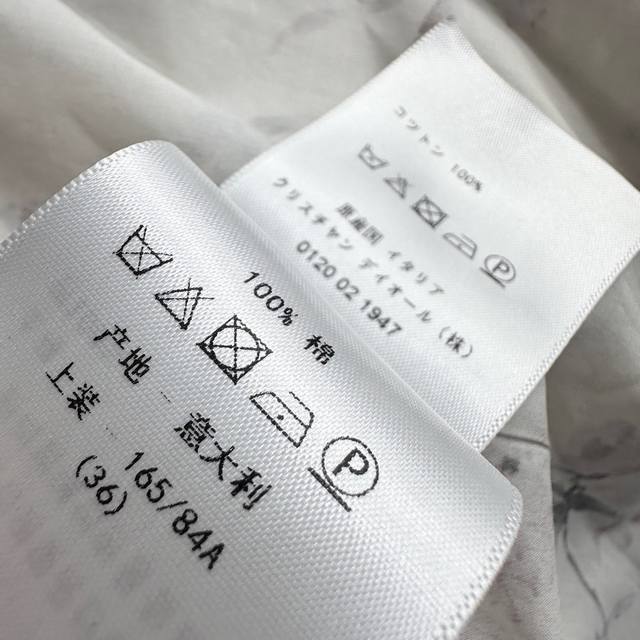 100% 棉
P
产地 意大利
上装 165/84A
(36)
コットン 100%
P
原産国 イタリア
クリスチャン ディオール (株)
0120 02 1947